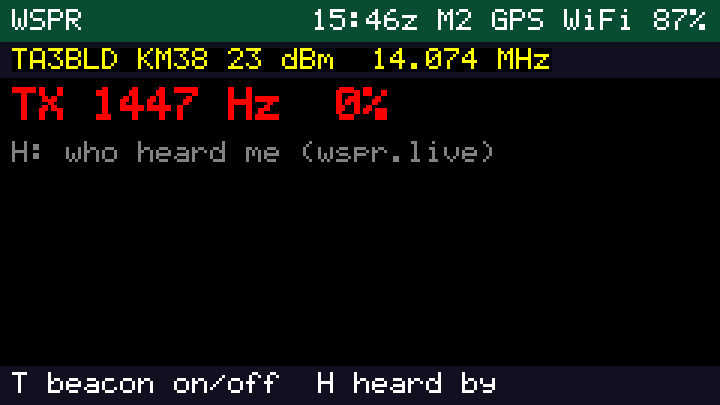 WSPR 15:46z M2 GPS WiFi 87%
TA3BLD KM38 23 dBm 14.074 MHz
TX 1447 Hz 0%
H: who heard me (wspr.live)
T beacon on/off H heard by